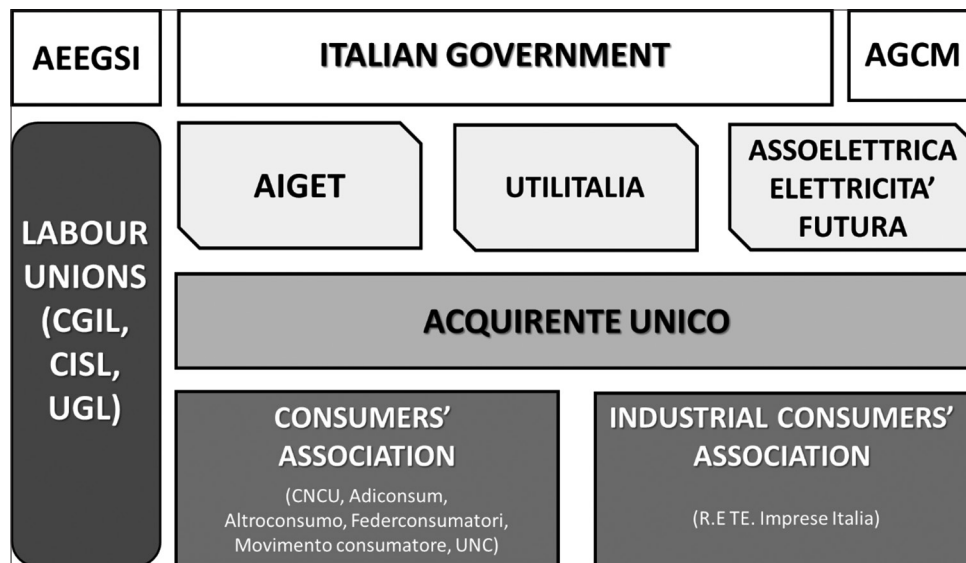 AEEGSI
ITALIAN GOVERNMENT
AGCM
LABOUR
UNIONS
(CGIL,
CISL,
UGL)
AIGET
UTILITALIA
ASSOELETTRICA
ELETTRICITA’
FUTURA
ACQUIRENTE UNICO
CONSUMERS’
ASSOCIATION
(CNCU, Adiconsum,
Altroconsumo, Federconsumatori,
Movimento consumatore, UNC)
INDUSTRIAL CONSUMERS’
ASSOCIATION
(R.E TE. Imprese Italia)